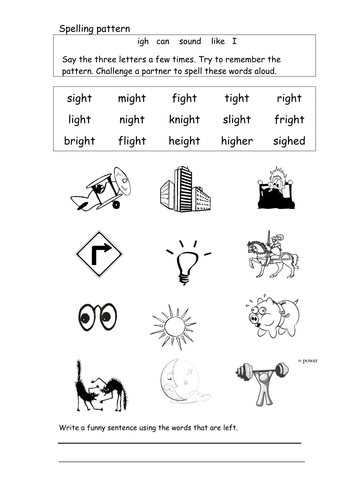 Spelling pattern
igh can sound like I
Say the three letters a few times. Try to remember the
pattern. Challenge a partner to spell these words aloud.
sight might fight tight right
light night knight slight fright
bright flight height higher sighed
= power
Write a funny sentence using the words that are left.